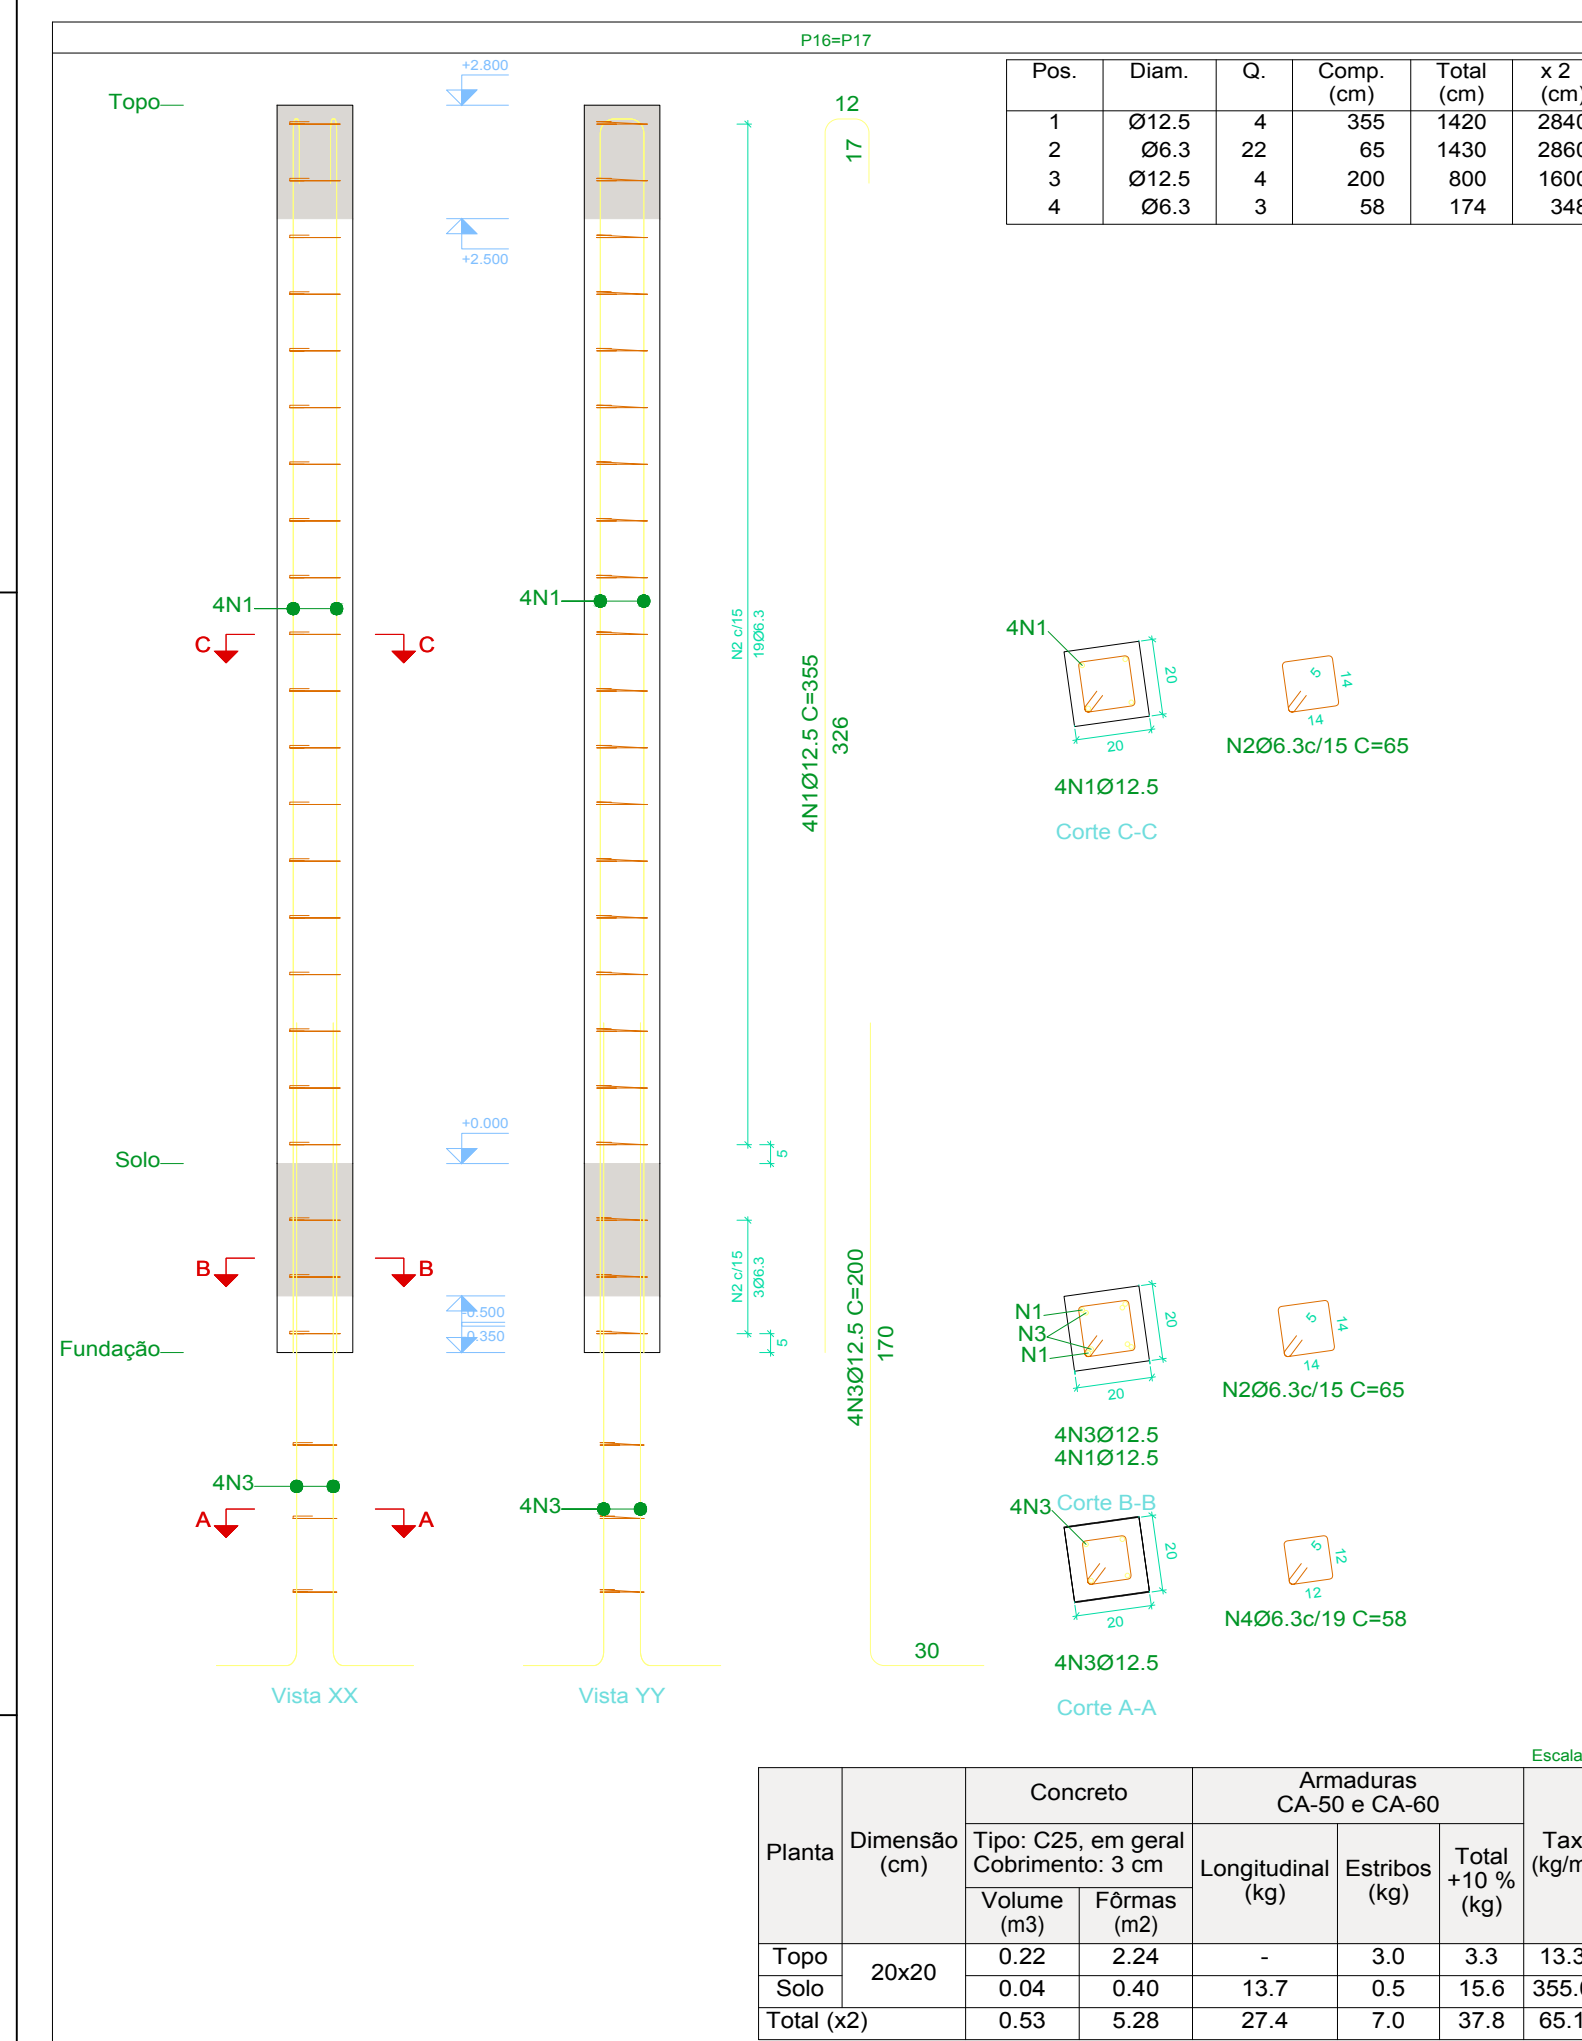 P16=P17
Pos. Diam. Q. Comp. (cm) Total (cm) x 2 (cm)
1 Ø12.5 4 355 1420 2840
2 Ø6.3 22 65 1430 2860
3 Ø12.5 4 200 800 1600
4 Ø6.3 3 58 174 348
Topo
+2.800
+2.500
12
17
4N1
4N1
C C
N2 c/15
19Ø6.3
4N1Ø12.5 C=355
326
4N1
20
20
4N1Ø12.5
Corte C-C
5
14
14
N2Ø6.3c/15 C=65
Solo
+0.000
5
B B
N2 c/15
3Ø6.3
5
-0.500
Fundação
4N3Ø12.5 C=200
170
30
N1
N3
N1
20
20
4N3Ø12.5
4N1Ø12.5
Corte B-B
5
14
14
N2Ø6.3c/15 C=65
4N3
4N3
A A
4N3
20
20
4N3Ø12.5
Corte A-A
5
12
12
N4Ø6.3c/19 C=58
Vista XX
Vista YY
Escala
Planta
Dimensão (cm)
Concreto
Tipo: C25, em geral
Cobrimento: 3 cm
Volume (m3)
Fôrmas (m2)
Armaduras
CA-50 e CA-60
Longitudinal (kg)
Estribos (kg)
Total +10 % (kg)
Topo 20x20 0.22 2.24 - 3.0 3.3 13.3
Solo 0.04 0.40 13.7 0.5 15.6
Total (x2) 0.53 5.28 27.4 7.0 37.8 65.1